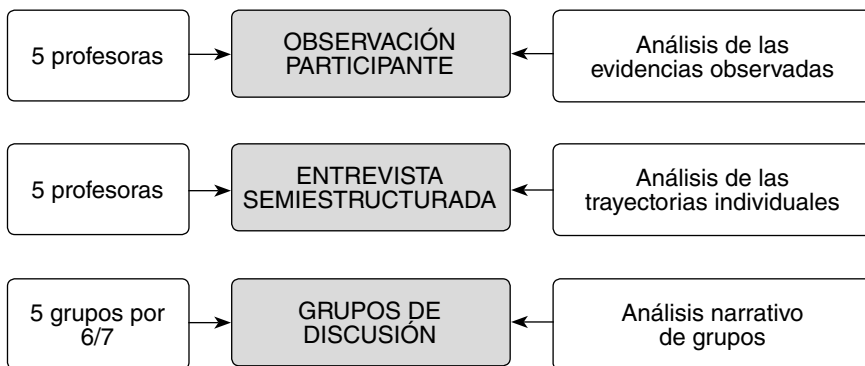 5 profesoras
OBSERVACIÓN
PARTICIPANTE
Análisis de las
evidencias observadas
5 profesoras
ENTREVISTA
SEMIESTRUCTURADA
Análisis de las
trayectorias individuales
5 grupos por
6/7
GRUPOS DE
DISCUSIÓN
Análisis narrativo
de grupos